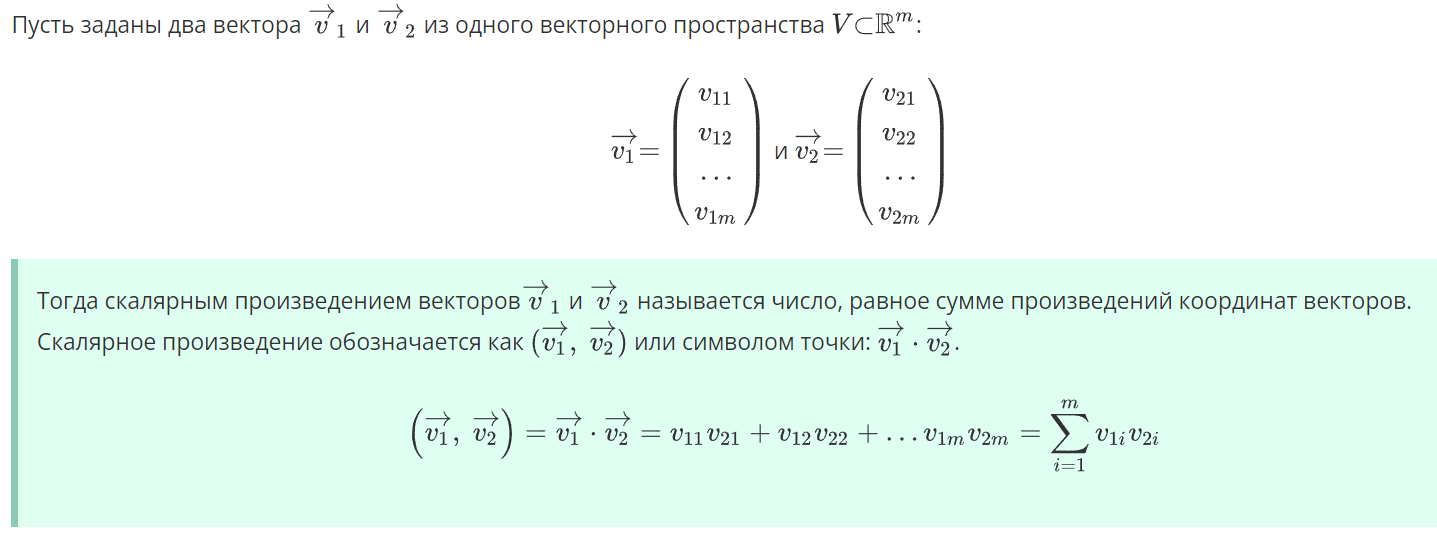 Пусть заданы два вектора $\overrightarrow{v}_1$ и $\overrightarrow{v}_2$ из одного векторного пространства $V \subset \mathbb{R}^m$:
$\overrightarrow{v_1} = \begin{pmatrix} v_{11} \\ v_{12} \\ \dots \\ v_{1m} \end{pmatrix}$ и $\overrightarrow{v_2} = \begin{pmatrix} v_{21} \\ v_{22} \\ \dots \\ v_{2m} \end{pmatrix}$
Тогда скалярным произведением векторов $\overrightarrow{v}_1$ и $\overrightarrow{v}_2$ называется число, равное сумме произведений координат векторов.
Скалярное произведение обозначается как $(\overrightarrow{v_1}, \overrightarrow{v_2})$ или символом точки: $\overrightarrow{v_1} \cdot \overrightarrow{v_2}$.
$\left(\overrightarrow{v_1}, \overrightarrow{v_2}\right) = \overrightarrow{v_1} \cdot \overrightarrow{v_2} = v_{11}v_{21} + v_{12}v_{22} + \dots v_{1m}v_{2m} = \sum_{i=1}^{m} v_{1i}v_{2i}$